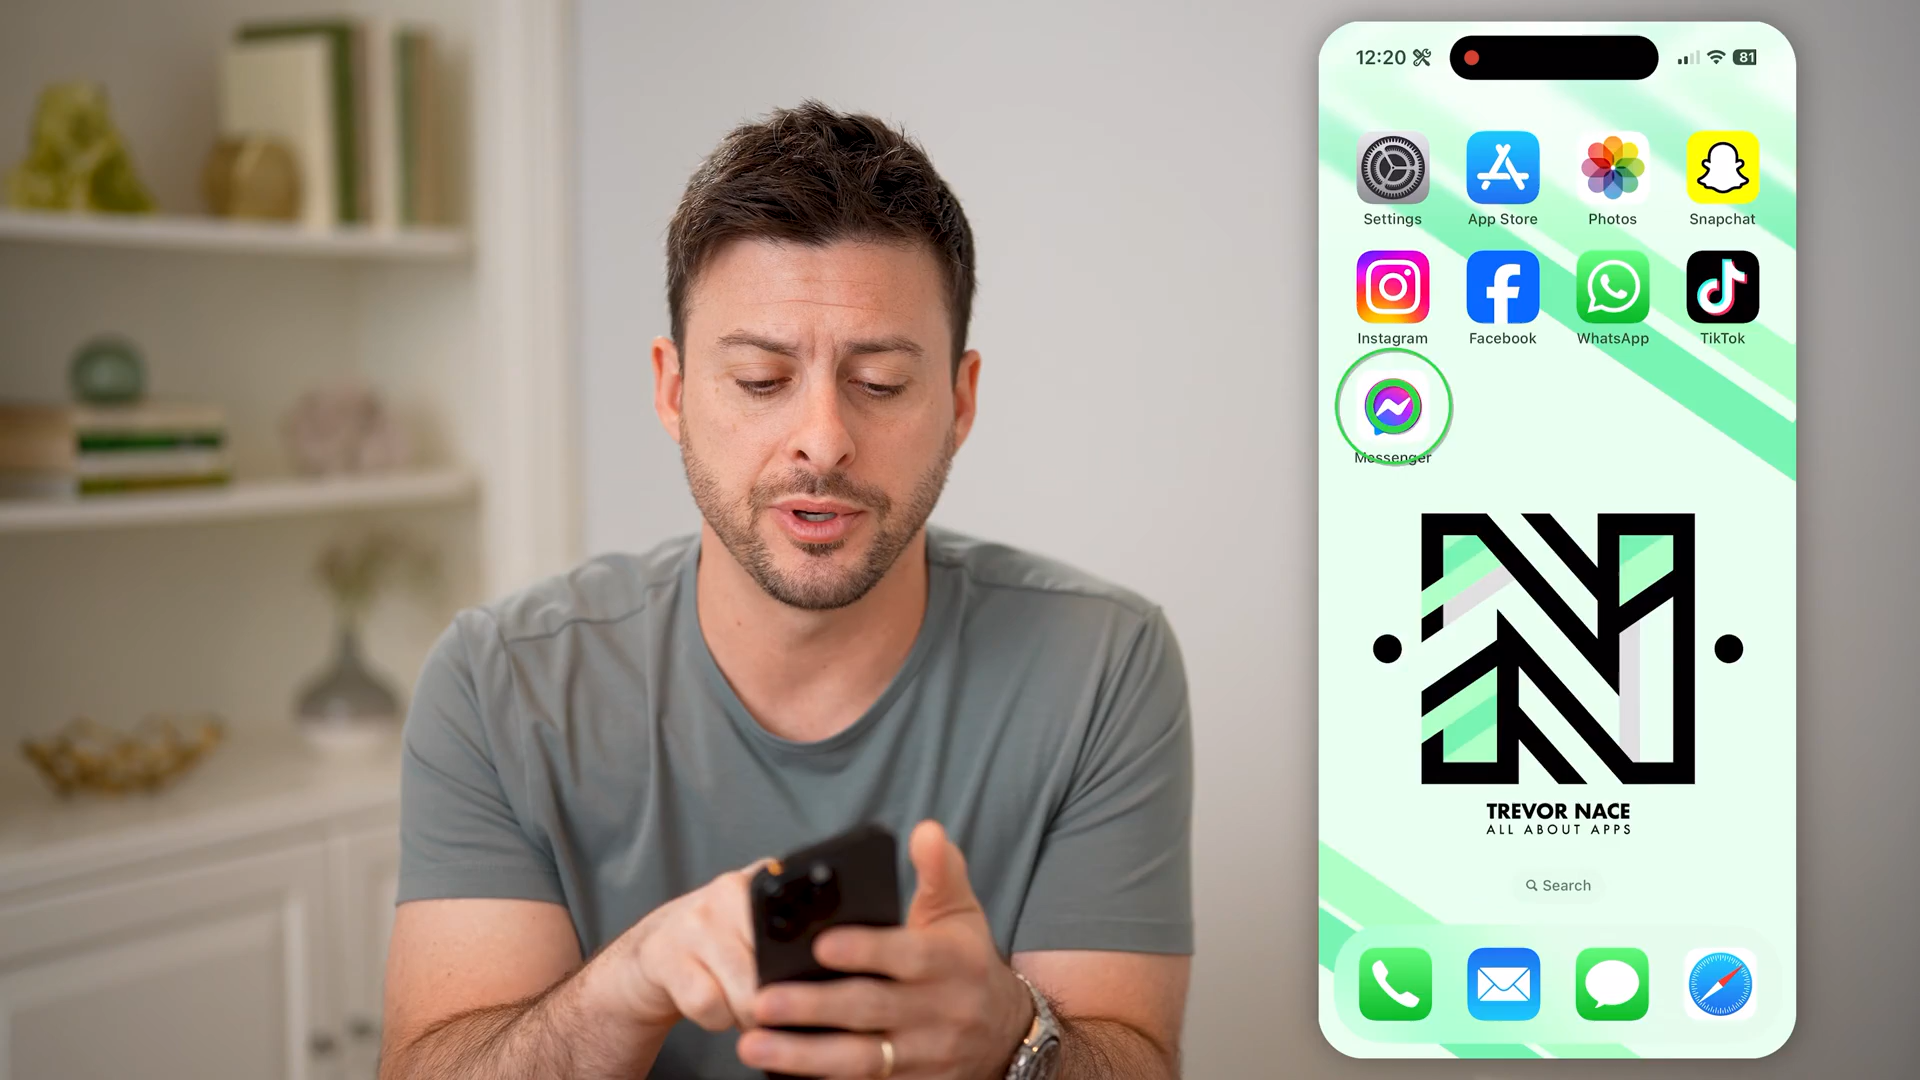 12:20
81
Settings
App Store
Photos
Snapchat
Instagram
Facebook
WhatsApp
TikTok
Messenger
TREVOR NACE
ALL ABOUT APPS
Search